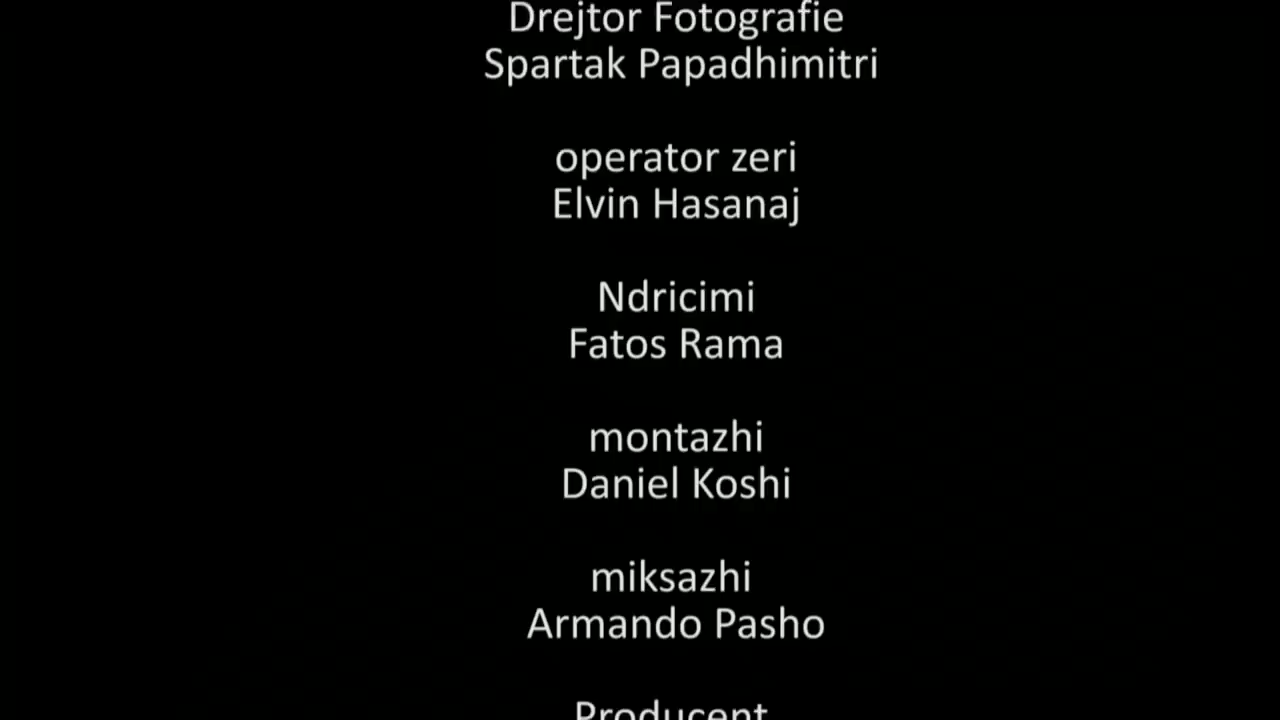 Drejtor Fotografie
Spartak Papadhimitri
operator zeri
Elvin Hasanaj
Ndricimi
Fatos Rama
montazhi
Daniel Koshi
miksazhi
Armando Pasho
Producent